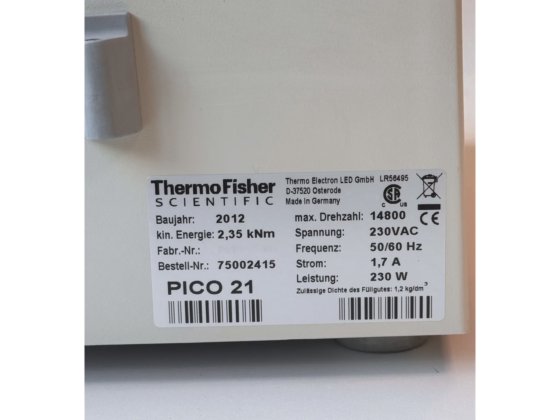 ThermoFisher
SCIENTIFIC
Thermo Electron LED GmbH LR56495
D-37520 Osterode
Made in Germany
C US
CE
Baujahr: 2012
kin. Energie: 2,35 kNm
Fabr.-Nr.:
Bestell-Nr.: 75002415
PICO 21
max. Drehzahl: 14800
Spannung: 230VAC
Frequenz: 50/60 Hz
Strom: 1,7 A
Leistung: 230 W
Zulässige Dichte des Füllgutes: 1,2 kg/dm³